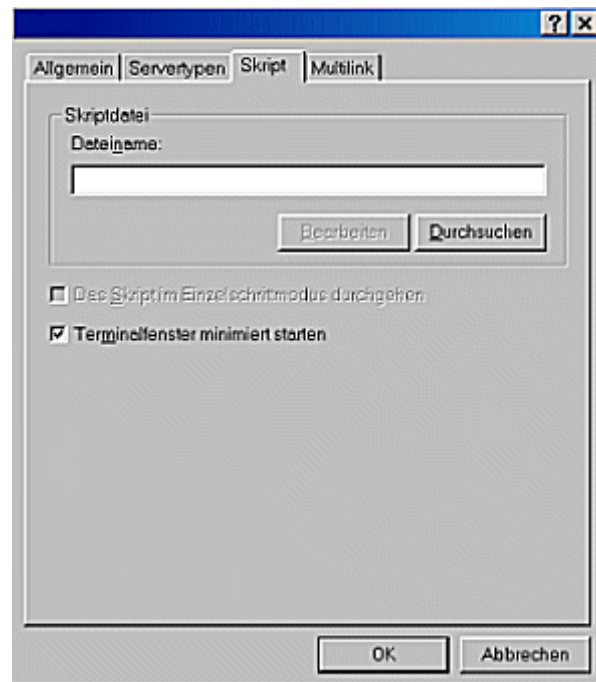 Allgemein Servertypen Skript Multilink
Skriptdatei
Dateiname:
Bearbeiten Durchsuchen
Das Skript im Einzelschrittmodus durchgehen
Terminalfenster minimiert starten
OK Abbrechen